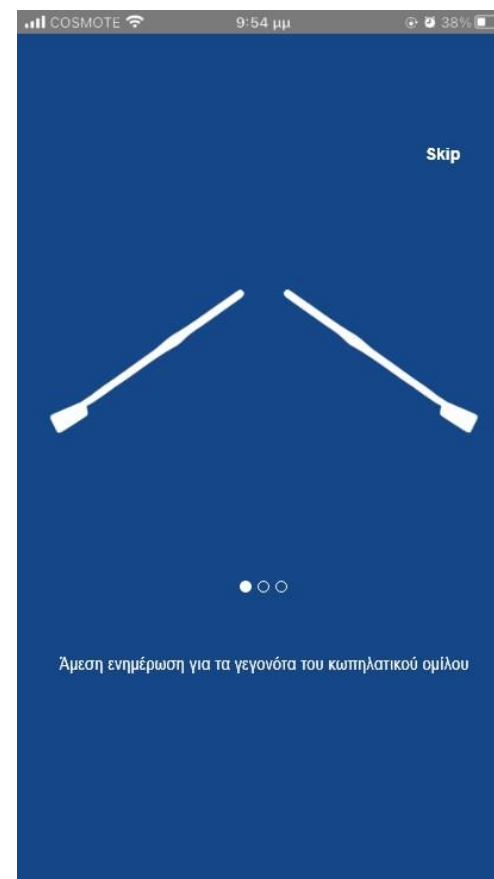 COSMOTE 9:54 μμ 38%
Skip
Άμεση ενημέρωση για τα γεγονότα του κωπηλατικού ομίλου